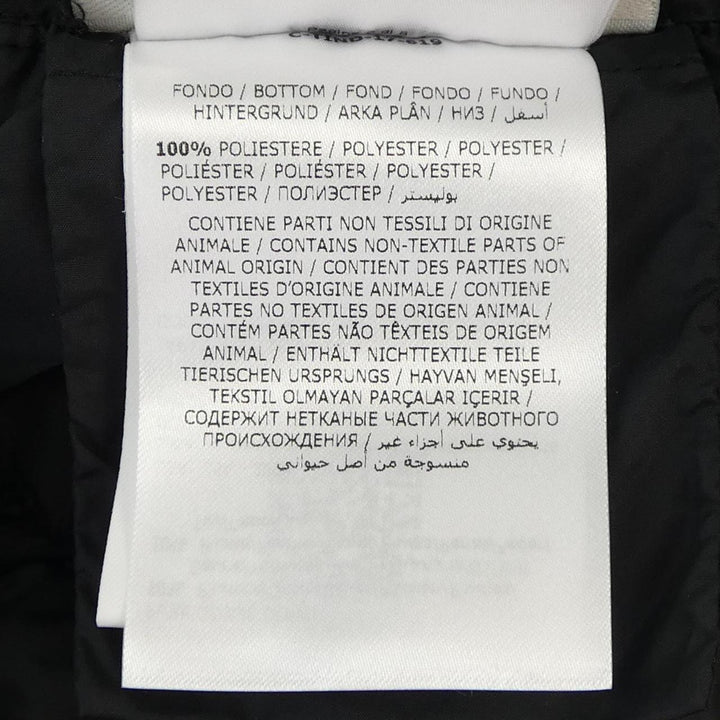 FONDO / BOTTOM / FOND / FONDO / FUNDO /
HINTERGRUND / ARKA PLÂN / НИЗ / أسفل
100% POLIESTERE / POLYESTER / POLYESTER /
POLIÉSTER / POLIÉSTER / POLYESTER /
POLYESTER / ПОЛИЭСТЕР / بوليستر
CONTIENE PARTI NON TESSILI DI ORIGINE
ANIMALE / CONTAINS NON-TEXTILE PARTS OF
ANIMAL ORIGIN / CONTIENT DES PARTIES NON
TEXTILES D'ORIGINE ANIMALE / CONTIENE
PARTES NO TEXTILES DE ORIGEN ANIMAL /
CONTÉM PARTES NÃO TÊXTEIS DE ORIGEM
ANIMAL / ENTHÄLT NICHTTEXTILE TEILE
TIERISCHEN URSPRUNGS / HAYVAN MENŞELİ,
TEKSTIL OLMAYAN PARÇALAR IÇERIR /
СОДЕРЖИТ НЕТКАНЫЕ ЧАСТИ ЖИВОТНОГО
ПРОИСХОЖДЕНИЯ / يحتوي على أجزاء غير
منسوجة من أصل حيواني